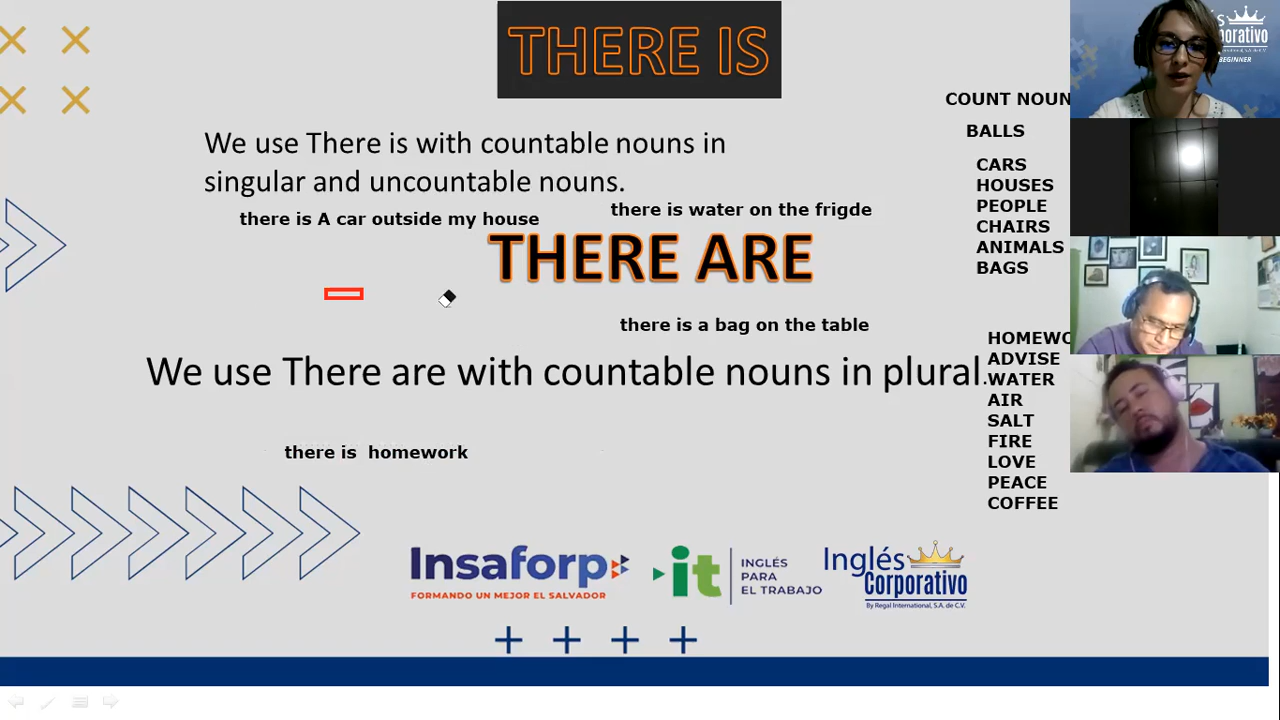 THERE IS
We use There is with countable nouns in
singular and uncountable nouns.
there is A car outside my house
there is water on the frigde
THERE ARE
there is a bag on the table
We use There are with countable nouns in plural.
there is homework
COUNT NOUN
BALLS
CARS
HOUSES
PEOPLE
CHAIRS
ANIMALS
BAGS
ADVISE
WATER
AIR
SALT
FIRE
LOVE
PEACE
COFFEE
Insaforp
FORMANDO UN MEJOR EL SALVADOR
it
INGLÉS
PARA
EL TRABAJO
Inglés
Corporativo
By Regal International, S.A. de C.V.
BEGINNER